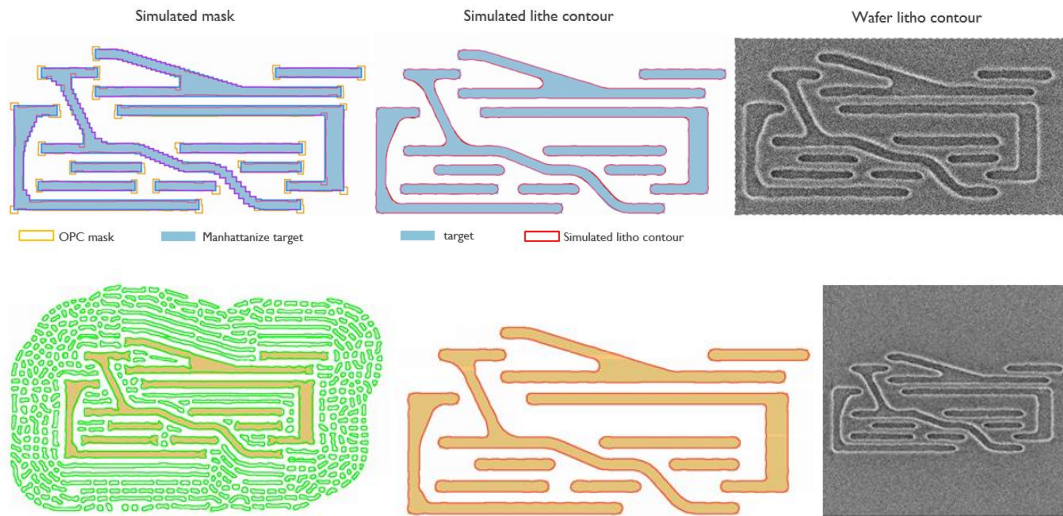 Simulated mask
Simulated lithe contour
Wafer litho contour
OPC mask
Manhattanize target
target
Simulated litho contour